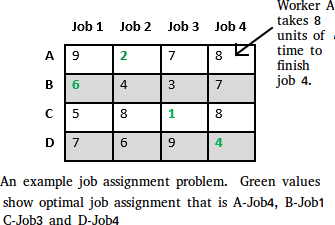 Worker A
takes 8
units of
time to
finish
job 4.
Job 1 Job 2 Job 3 Job 4
A 9 2 7 8
B 6 4 3 7
C 5 8 1 8
D 7 6 9 4
An example job assignment problem. Green values
show optimal job assignment that is A-Job4, B-Job1
C-Job3 and D-Job4